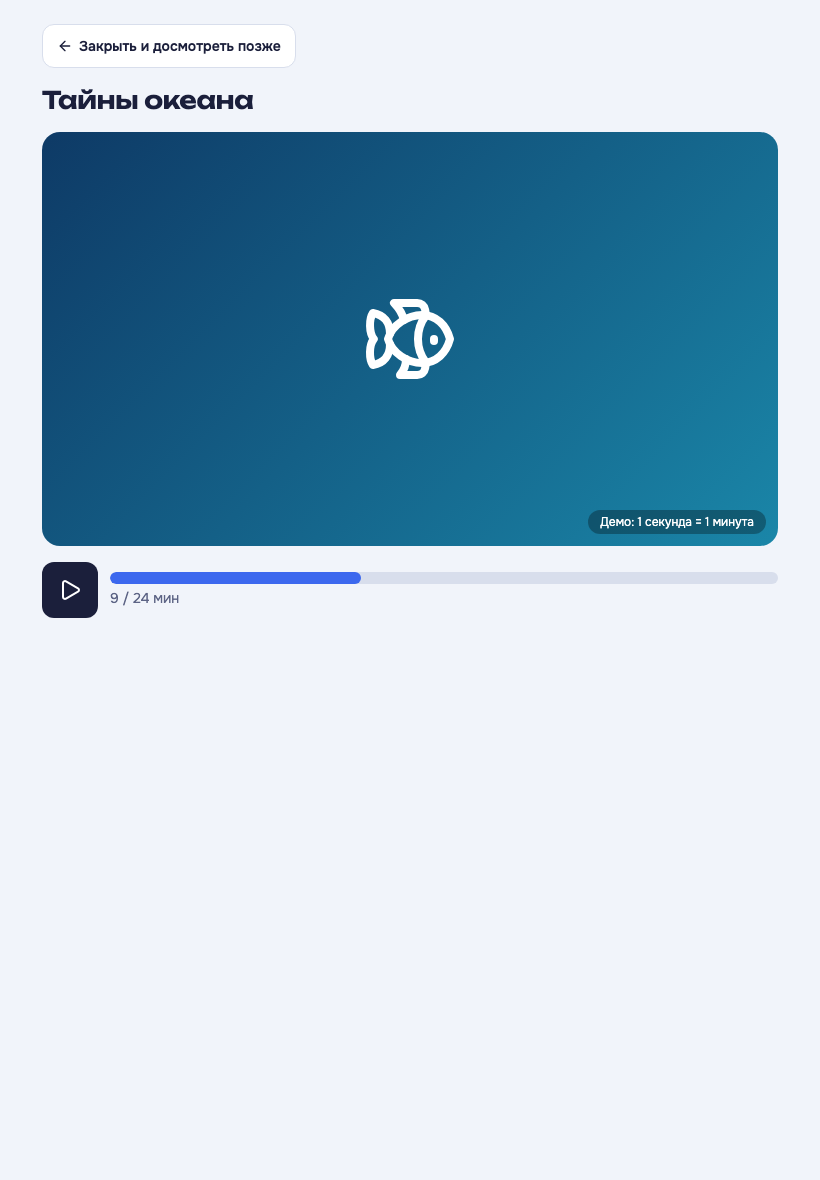 Закрыть и досмотреть позже
Тайны океана
Демо: 1 секунда = 1 минута
9 / 24 мин